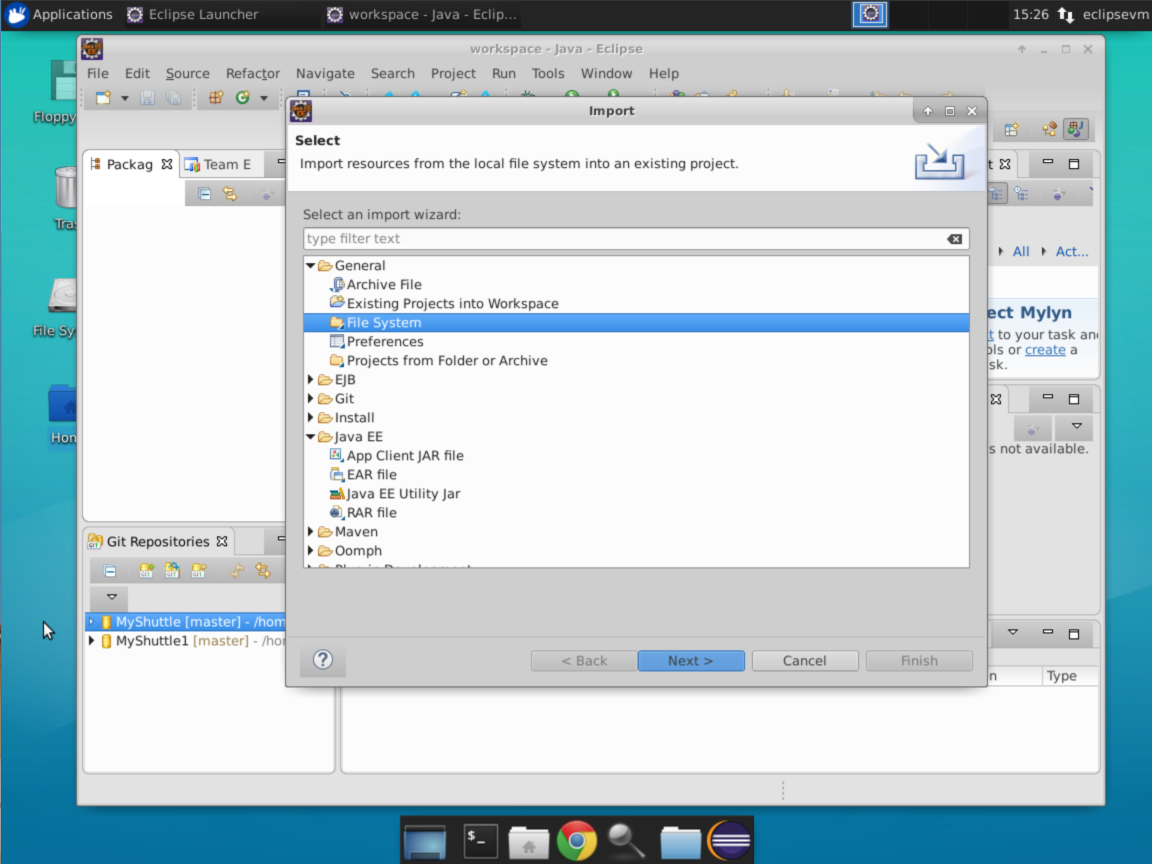 Applications
Eclipse Launcher
workspace - Java - Eclip...
15:26
eclipsevm
workspace - Java - Eclipse
File Edit Source Refactor Navigate Search Project Run Tools Window Help
Floppy
Import
Select
Import resources from the local file system into an existing project.
Packag
Team E
Select an import wizard:
type filter text
General
Archive File
Existing Projects into Workspace
File System
Preferences
Projects from Folder or Archive
EJB
Git
Install
Java EE
App Client JAR file
EAR file
Java EE Utility Jar
RAR file
Maven
Oomph
All
Act...
ect Mylyn
to your task and
ols or create a
sk.
s not available.
File Sy
Git Repositories
MyShuttle [master] - /hom
MyShuttle1 [master] - /ho
?
< Back
Next >
Cancel
Finish
n
Type